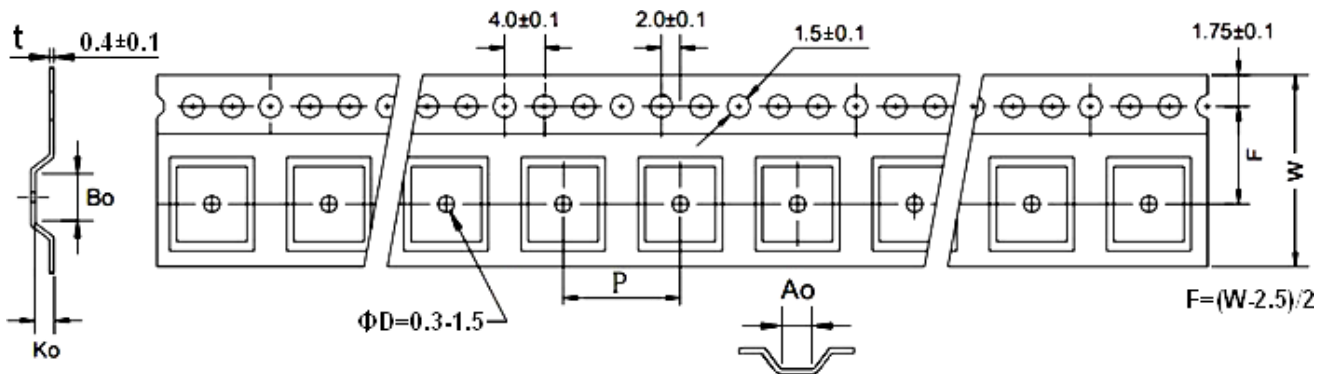 t
0.4±0.1
4.0±0.1
2.0±0.1
1.5±0.1
1.75±0.1
Bo
F
W
P
Ao
ΦD=0.3-1.5
F=(W-2.5)/2
Ko